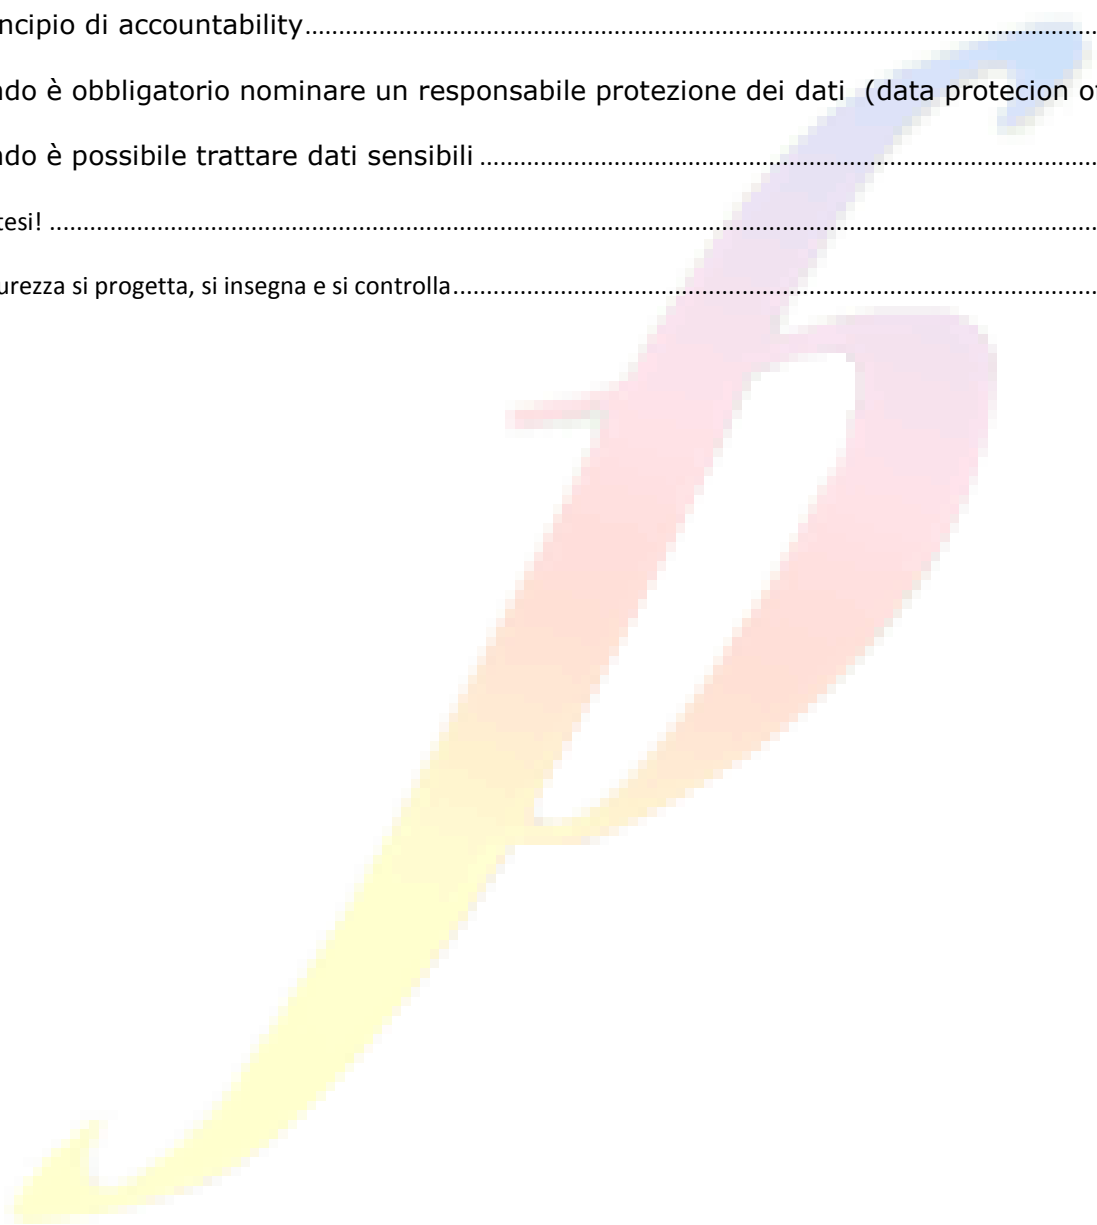 ncipio di accountability
ndo è obbligatorio nominare un responsabile protezione dei dati (data protecion of
ndo è possibile trattare dati sensibili
tesi!
urezza si progetta, si insegna e si controlla